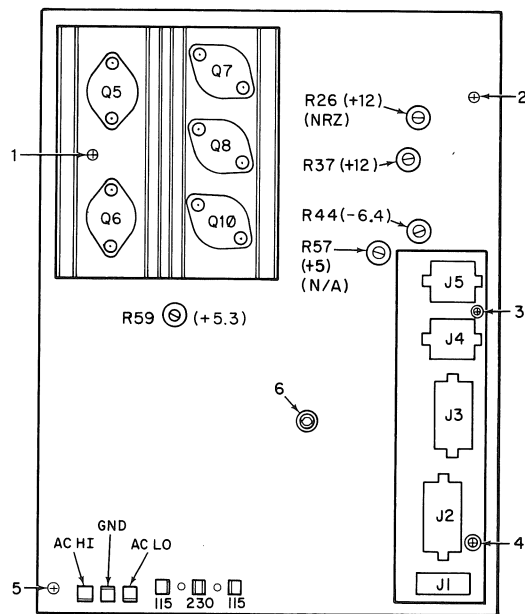 Q5
Q7
Q8
Q6
Q10
1
2
R26 (+12)
(NRZ)
R37 (+12)
R44 (-6.4)
R57
(+5)
(N/A)
R59 (+5.3)
J5
3
J4
J3
6
J2
4
J1
GND
AC HI
AC LO
5
115 230 115